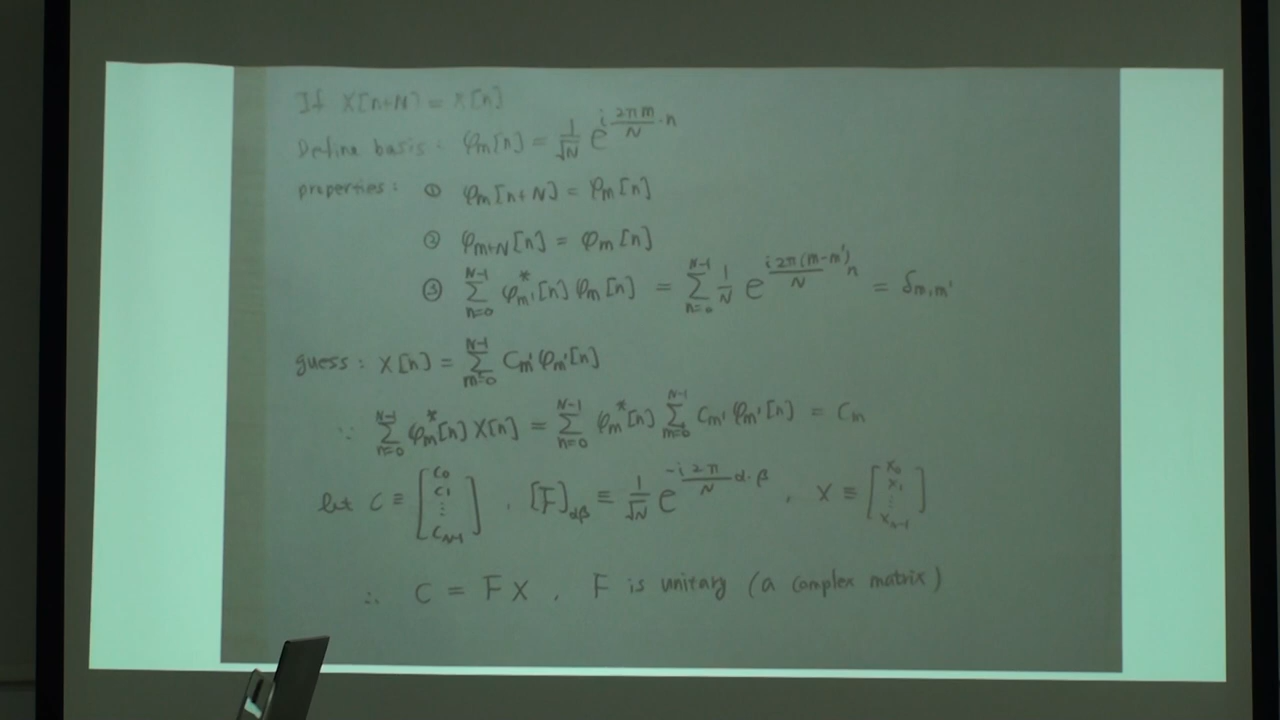 If X[n+N] = x[n]
Define basis : φm[n] = 1/√N e^{i 2πm/N · n}
properties : ① φm[n+N] = φm[n]
② φm+N[n] = φm[n]
③ Σ_{n=0}^{N-1} φ*m'[n] φm[n] = Σ_{n=0}^{N-1} 1/N e^{i2π(m-m')/N n} = δm,m'
guess : X[n] = Σ_{m'=0}^{N-1} Cm' φm'[n]
∵ Σ_{n=0}^{N-1} φ*m[n] X[n] = Σ_{n=0}^{N-1} φ*m[n] Σ_{m'=0}^{N-1} Cm' φm'[n] = Cm
let C ≡ [C0 C1 ⋮ CN-1] , [F]αβ ≡ 1/√N e^{-i 2π/N α·β} , X ≡ [X0 X1 ⋮ XN-1]
∴ C = F X , F is unitary (a complex matrix)